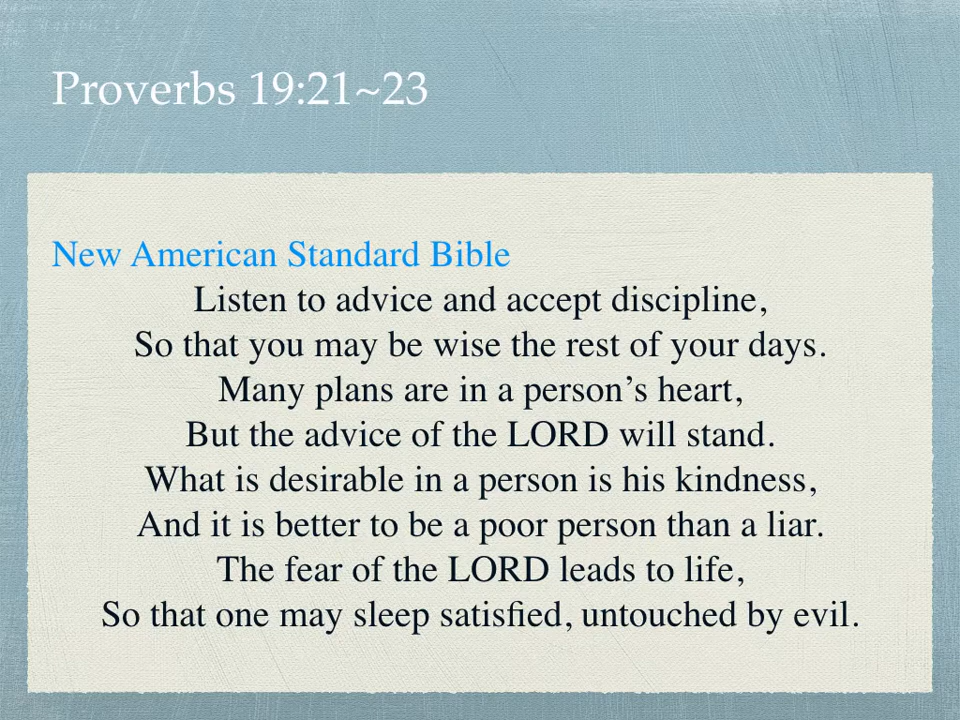 Proverbs 19:21~23
New American Standard Bible
Listen to advice and accept discipline,
So that you may be wise the rest of your days.
Many plans are in a person’s heart,
But the advice of the LORD will stand.
What is desirable in a person is his kindness,
And it is better to be a poor person than a liar.
The fear of the LORD leads to life,
So that one may sleep satisfied, untouched by evil.